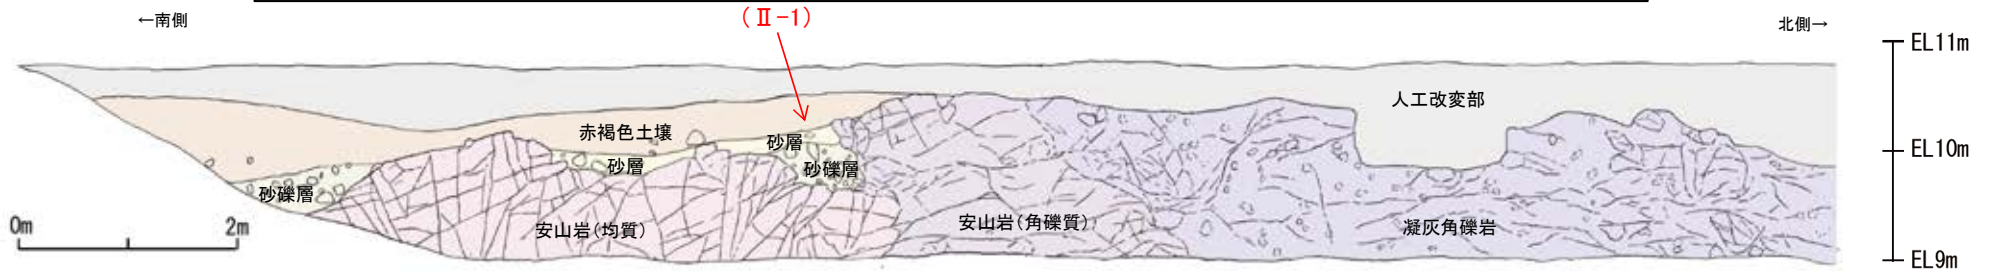 ←南側
(Ⅱ-1)
北側→
EL11m
人工改変部
赤褐色土壌
砂層
砂層
砂礫層
EL10m
砂礫層
0m
2m
安山岩(均質)
安山岩(角礫質)
凝灰角礫岩
EL9m